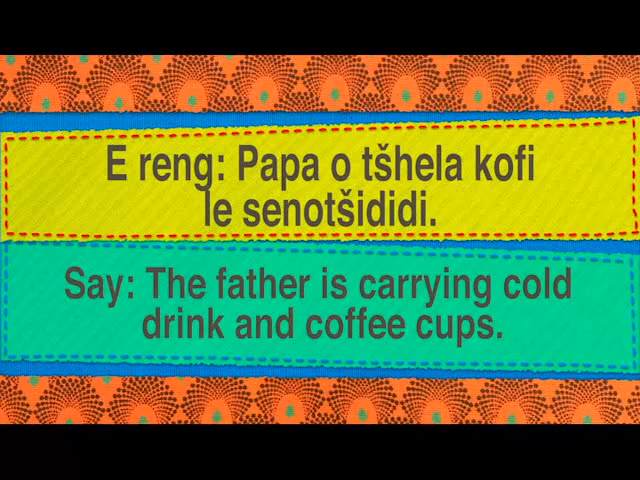 E reng: Papa o tšhela kofi
le senotšididi.
Say: The father is carrying cold
drink and coffee cups.